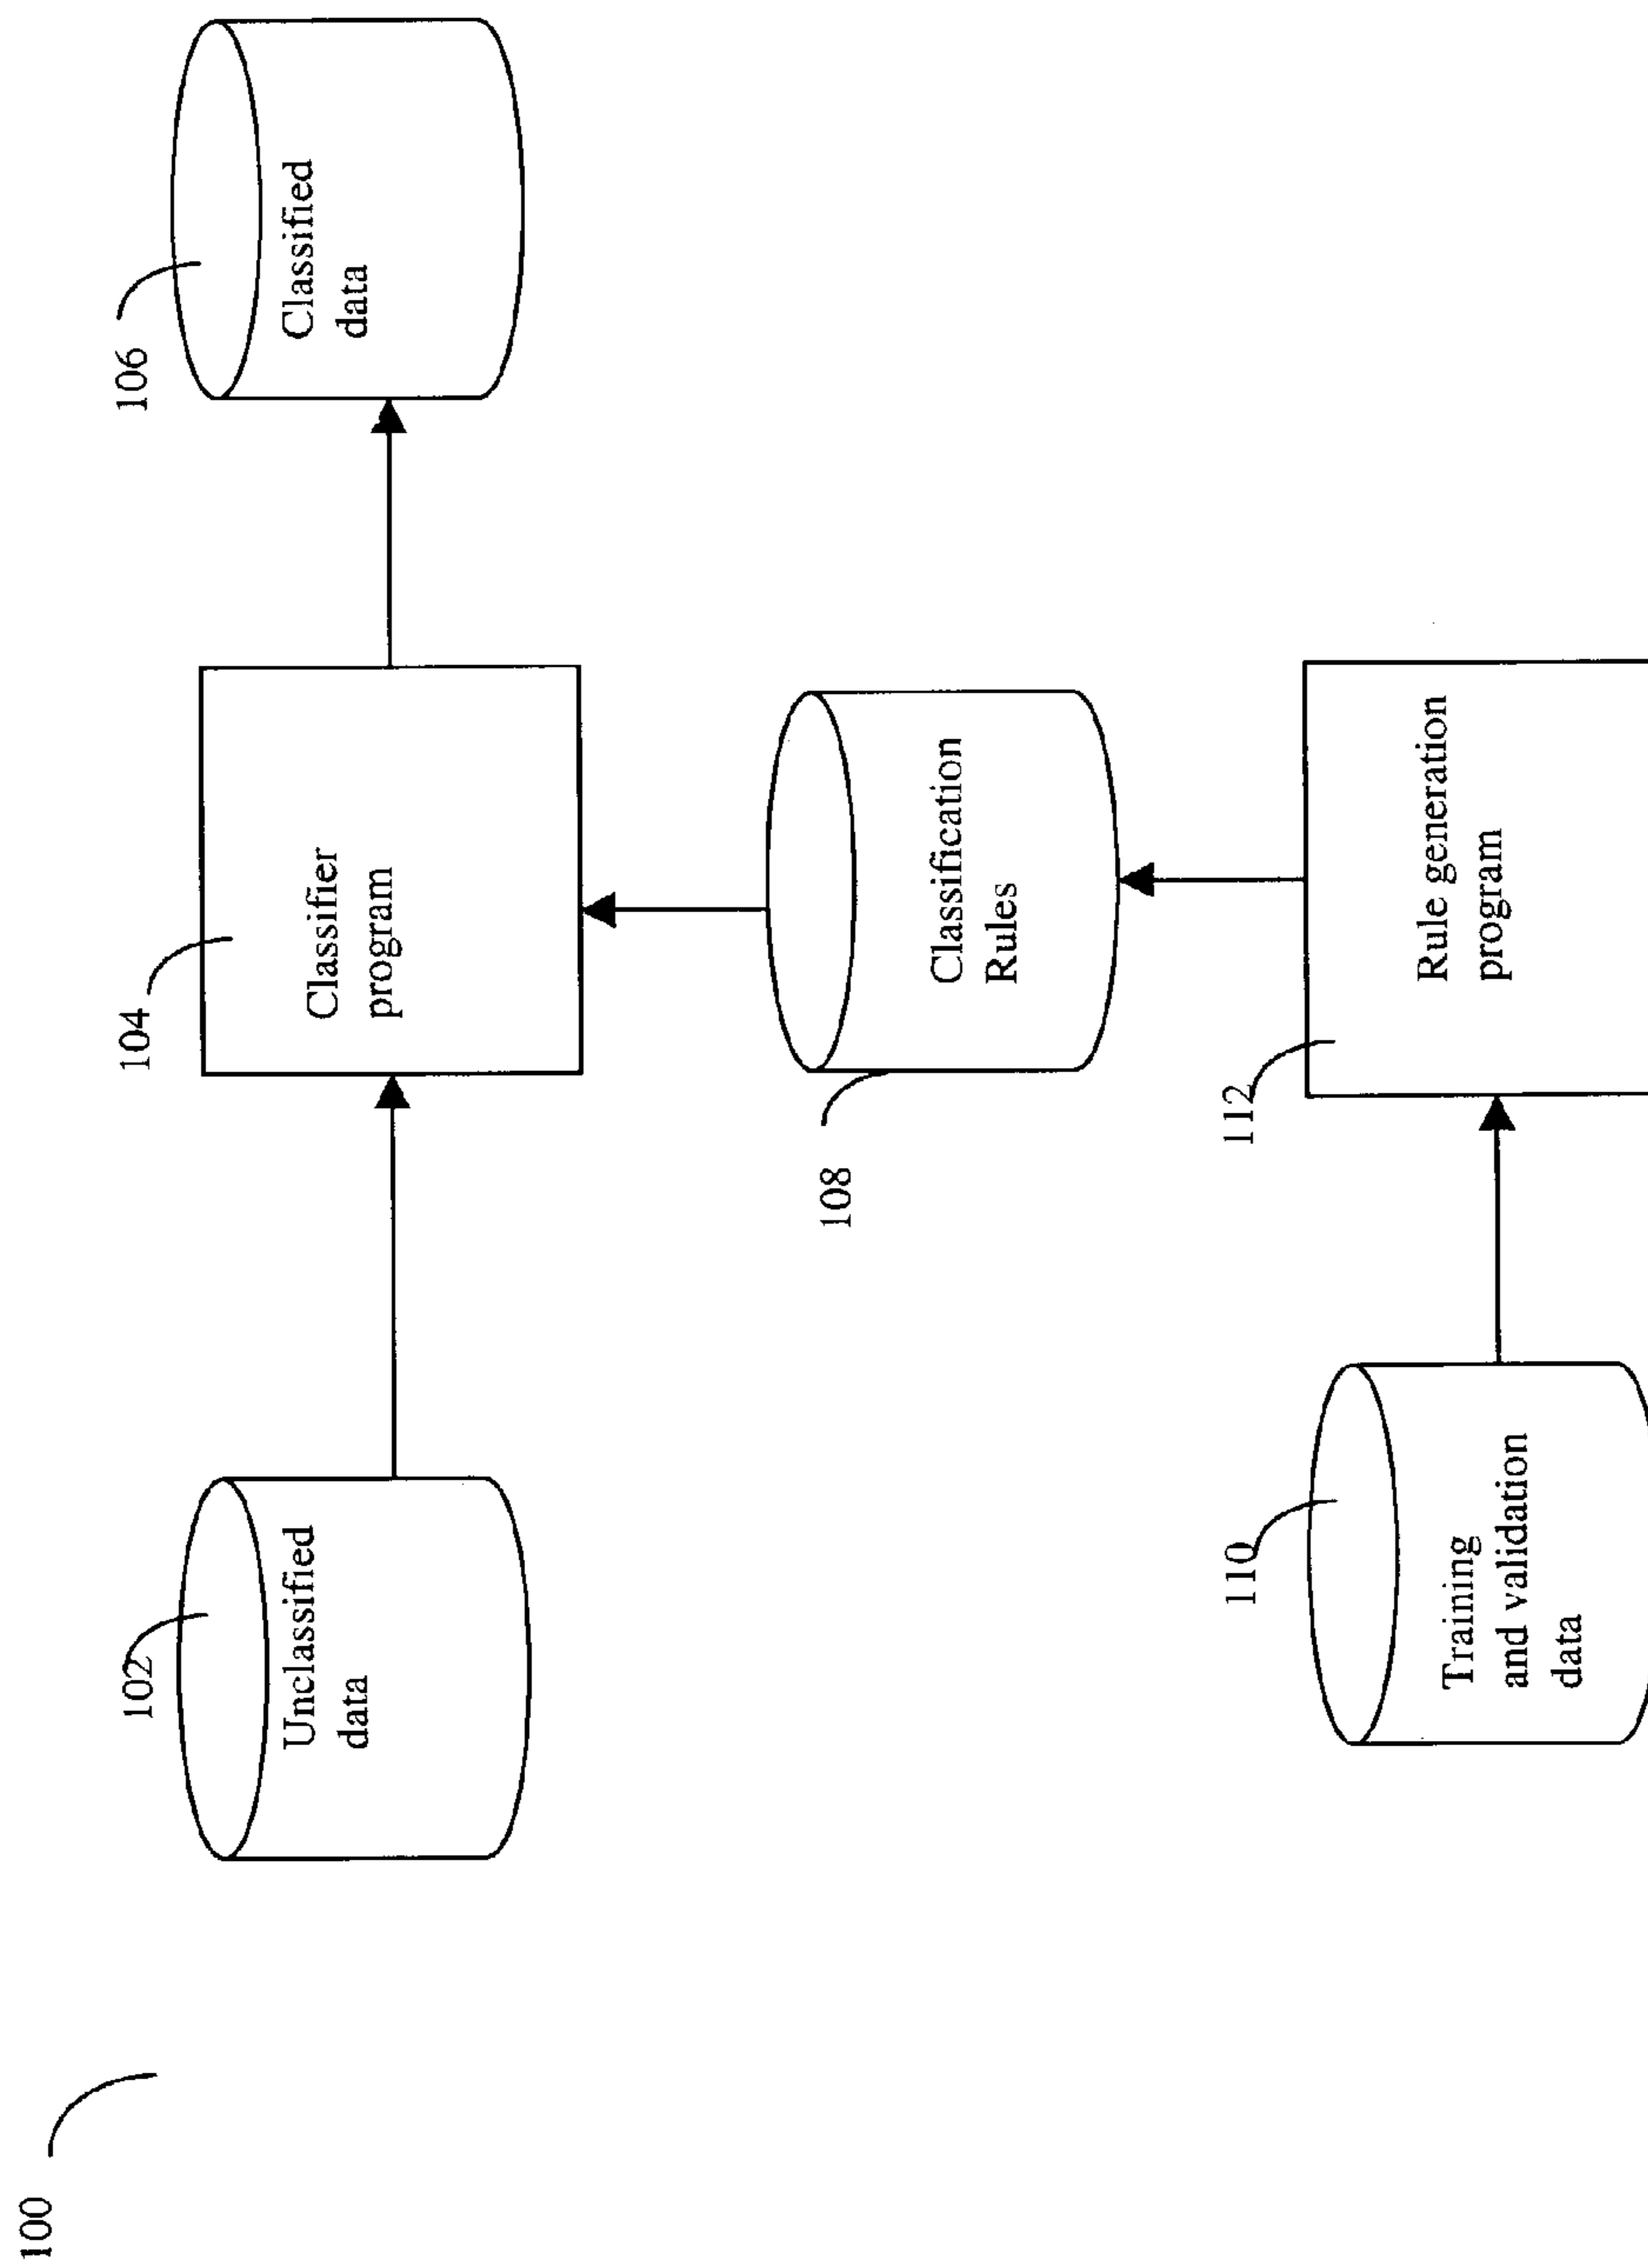 100
102
Unclassified
data
104
Classifier
program
106
Classified
data
108
Classification
Rules
110
Training
and validation
data
112
Rule generation
program